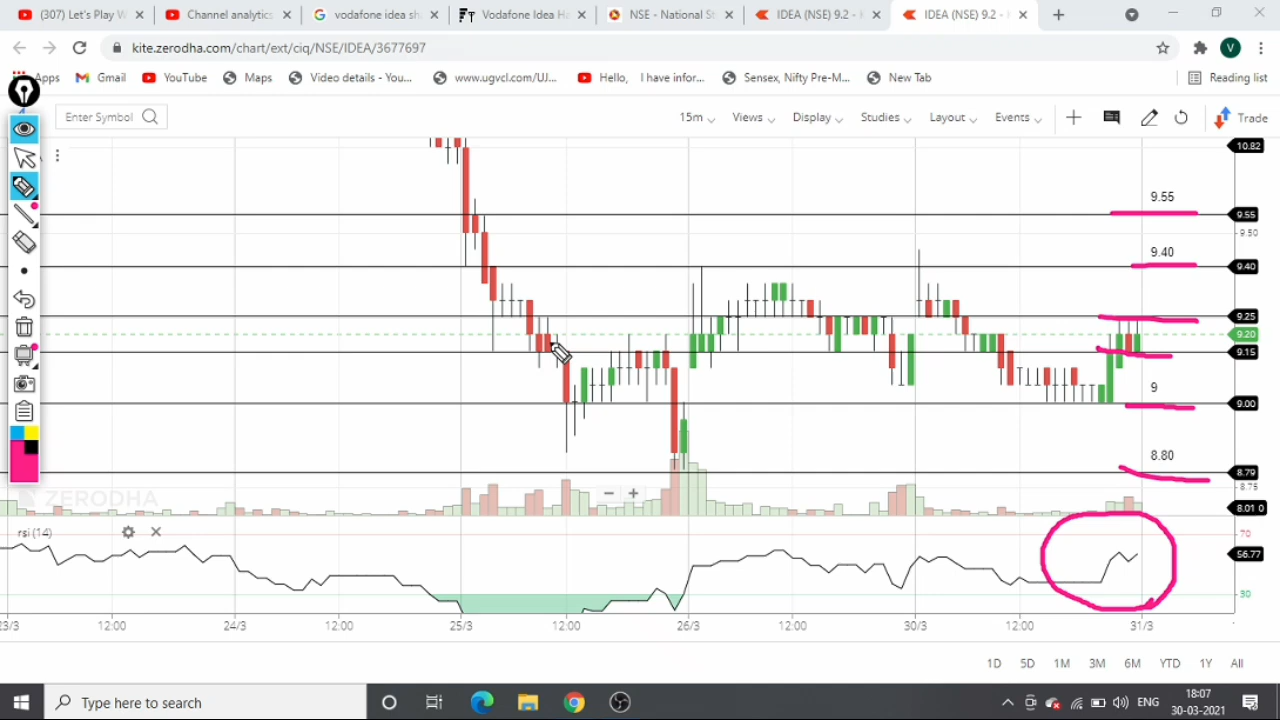 (307) Let's Play W
Channel analytics
vodafone idea sh
Vodafone Idea Ha
NSE - National St
IDEA (NSE) 9.2 -
IDEA (NSE) 9.2 -
kite.zerodha.com/chart/ext/ciq/NSE/IDEA/3677697
V
Apps
Gmail
YouTube
Maps
Video details - You...
www.ugvcl.com/UJ...
Hello, I have infor...
Sensex, Nifty Pre-M...
New Tab
Reading list
Enter Symbol
15m
Views
Display
Studies
Layout
Events
Trade
10.82
9.55
9.55
9.50
9.40
9.40
9.25
9.20
9.15
9
9.00
8.80
8.79
8.75
ZERODHA
8.01 0
rsi (14)
70
56.77
30
23/3
12:00
24/3
12:00
25/3
12:00
26/3
12:00
30/3
12:00
31/3
1D
5D
1M
3M
6M
YTD
1Y
All
Type here to search
ENG
18:07
30-03-2021